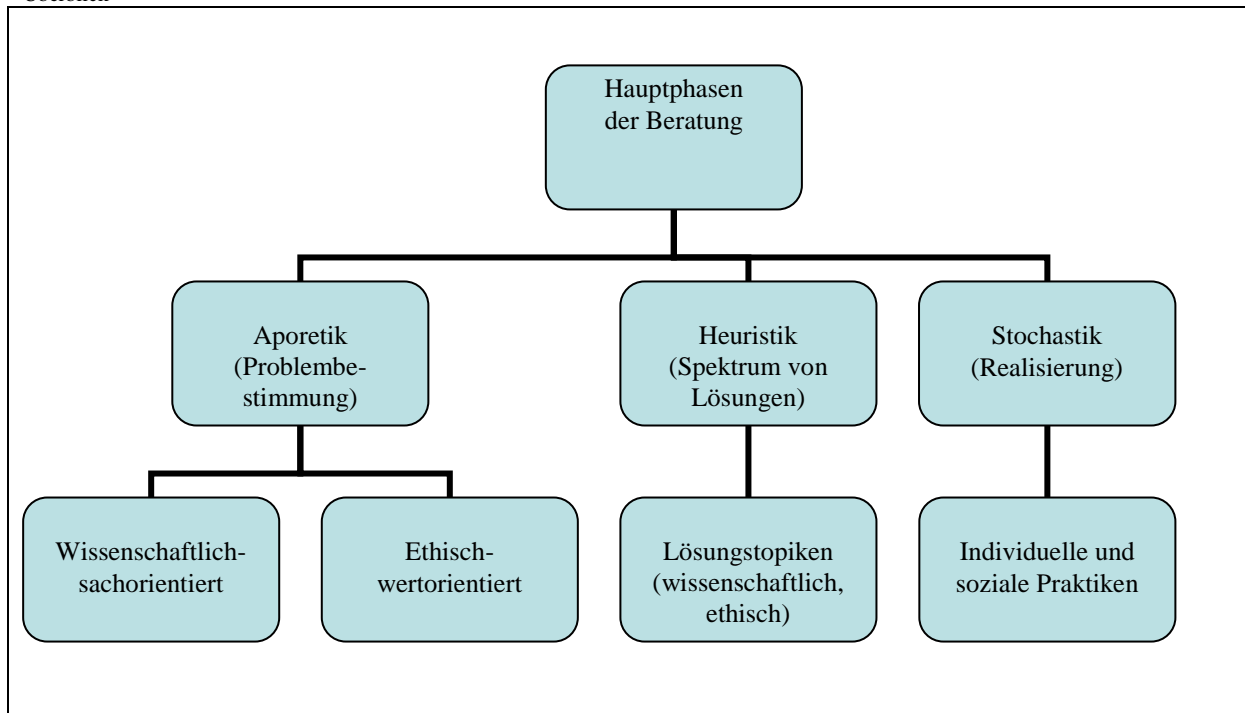 Hauptphasen
der Beratung
Aporetik
(Problembe-
stimmung)
Heuristik
(Spektrum von
Lösungen)
Stochastik
(Realisierung)
Wissenschaftlich-
sachorientiert
Ethisch-
wertorientiert
Lösungstopiken
(wissenschaftlich,
ethisch)
Individuelle und
soziale Praktiken